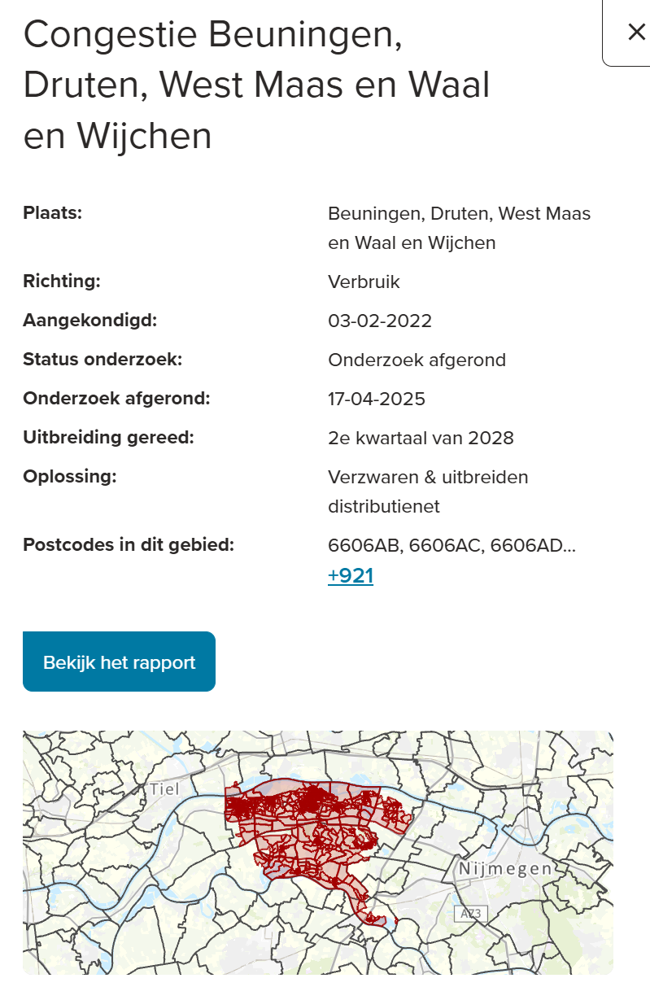 Congestie Beuningen,
Druten, West Maas en Waal
en Wijchen
Plaats:
Beuningen, Druten, West Maas
en Waal en Wijchen
Richting:
Verbruik
Aangekondigd:
03-02-2022
Status onderzoek:
Onderzoek afgerond
Onderzoek afgerond:
17-04-2025
Uitbreiding gereed:
2e kwartaal van 2028
Oplossing:
Verzwaren & uitbreiden
distributienet
Postcodes in dit gebied:
6606AB, 6606AC, 6606AD...
+921
Bekijk het rapport
Tiel
Nijmegen
A73